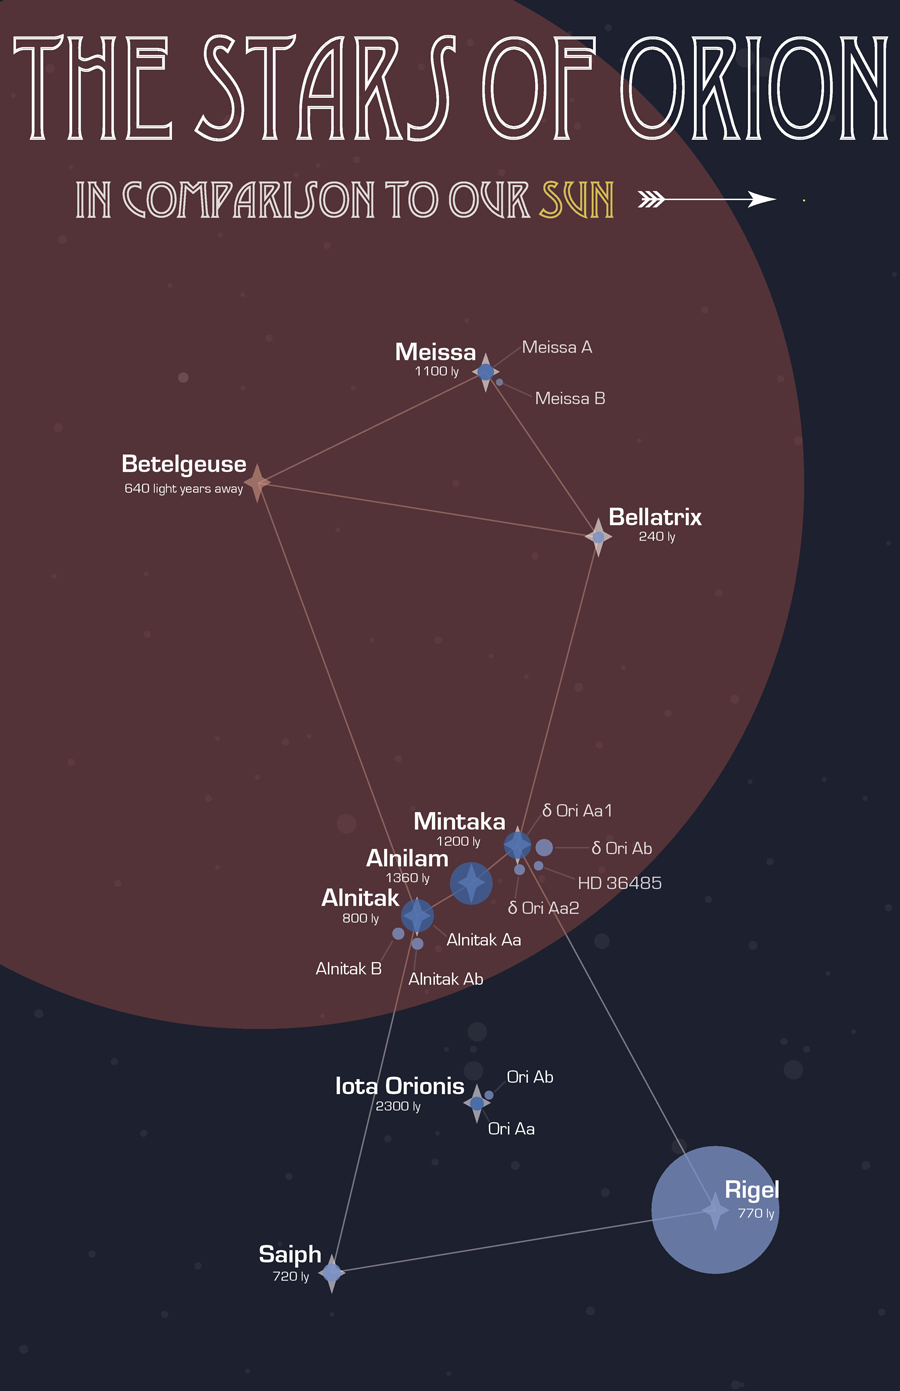 THE STARS OF ORION
IN COMPARISON TO OUR SUN
Meissa
1100 ly
Meissa A
Meissa B
Betelgeuse
640 light years away
Bellatrix
240 ly
Mintaka
1200 ly
δ Ori Aa1
δ Ori Ab
HD 36485
δ Ori Aa2
Alnilam
1360 ly
Alnitak
800 ly
Alnitak Aa
Alnitak B
Alnitak Ab
Iota Orionis
2300 ly
Ori Ab
Ori Aa
Rigel
770 ly
Saiph
720 ly